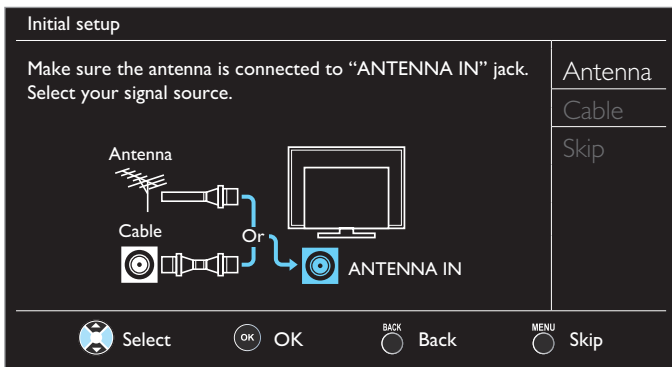 Initial setup
Make sure the antenna is connected to “ANTENNA IN” jack.
Select your signal source.
Antenna
Cable
Skip
Antenna
Cable
Or
ANTENNA IN
Select
OK
OK
BACK
Back
MENU
Skip